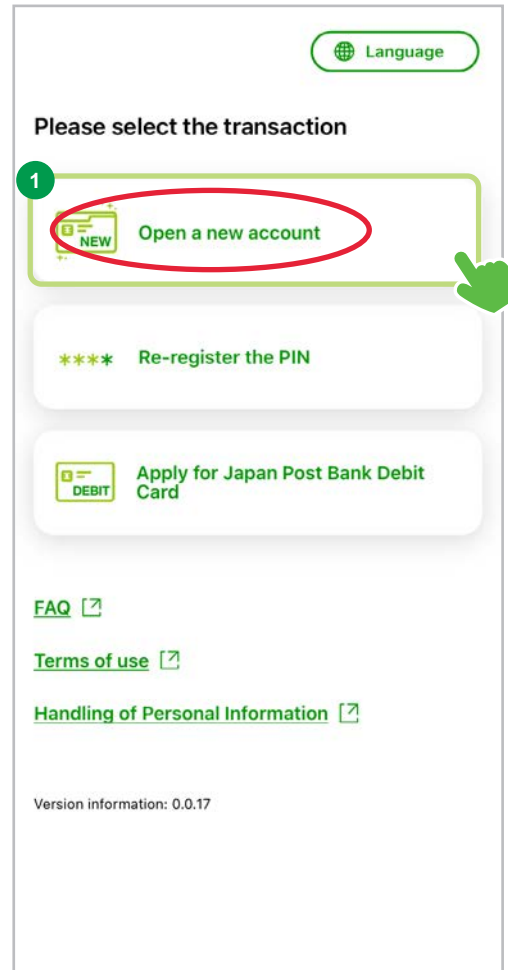 Language
Please select the transaction
1
NEW
Open a new account
****
Re-register the PIN
DEBIT
Apply for Japan Post Bank Debit
Card
FAQ
Terms of use
Handling of Personal Information
Version information: 0.0.17